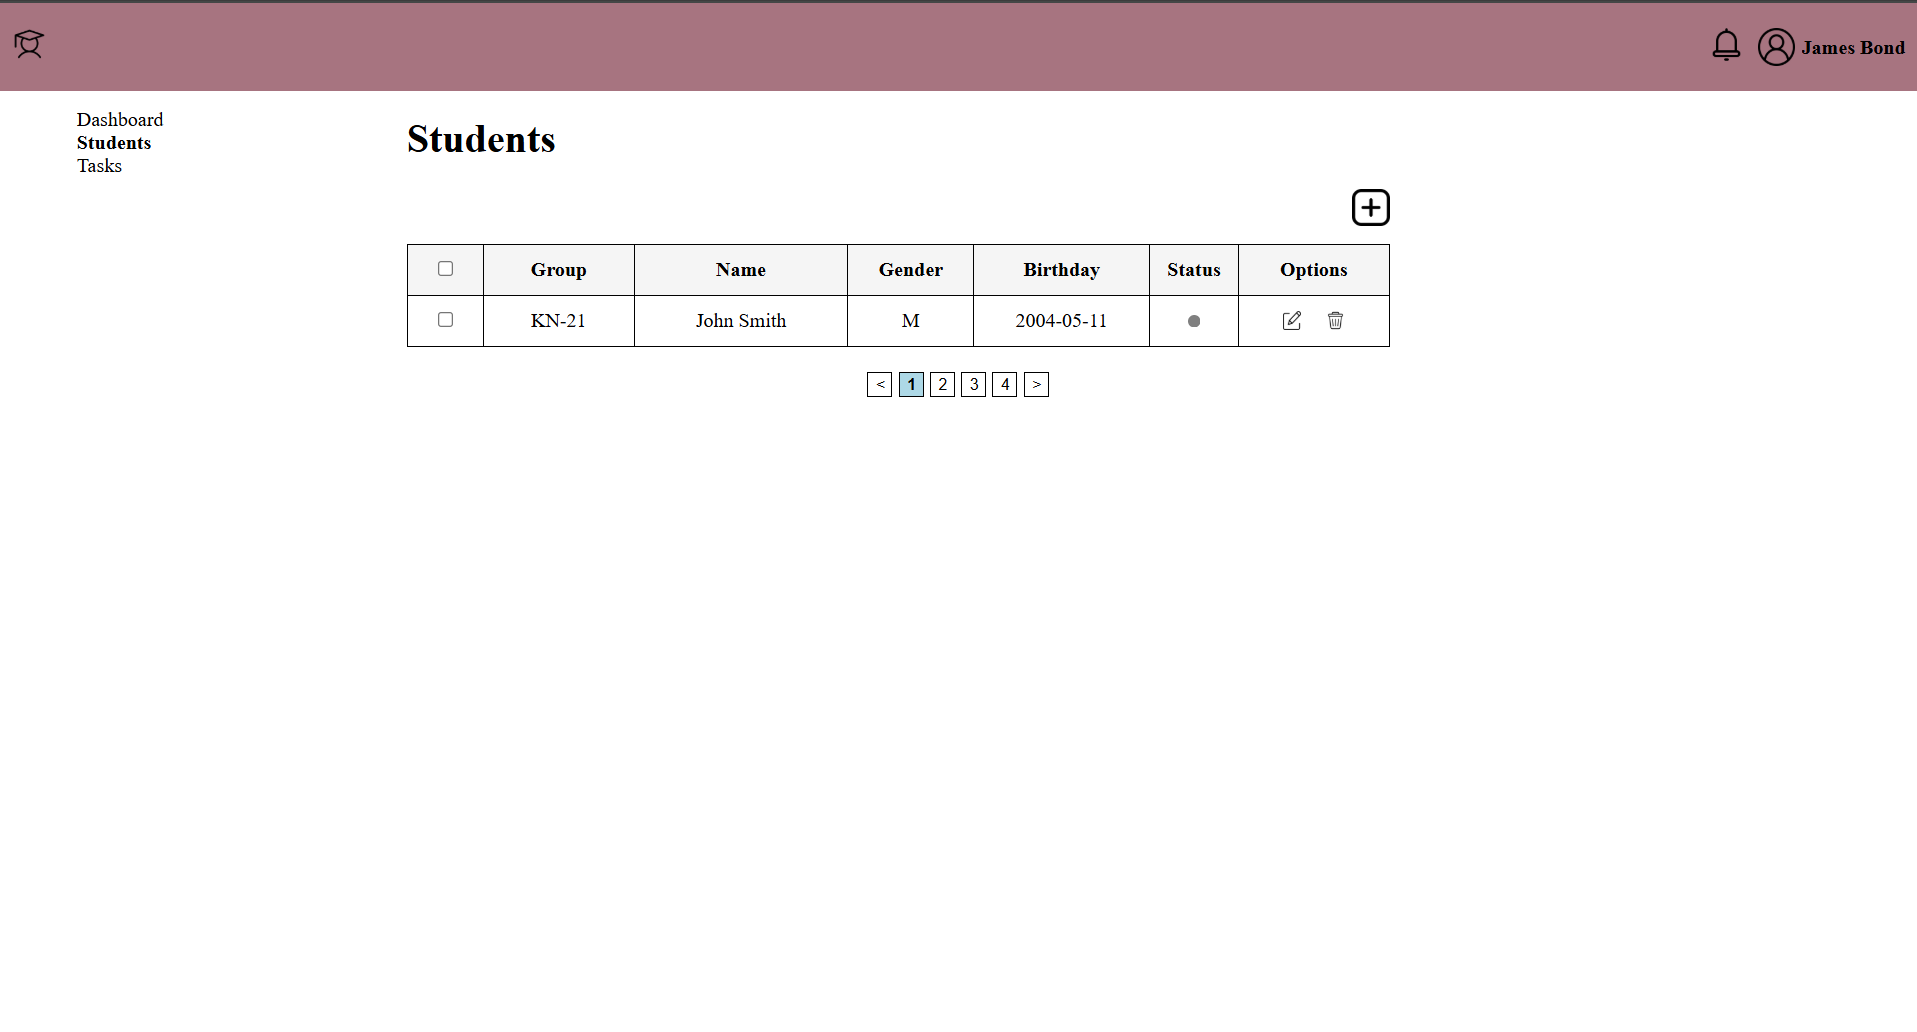 James Bond
Dashboard
Students
Tasks
Students
Group Name Gender Birthday Status Options
KN-21 John Smith M 2004-05-11
< 1 2 3 4 >